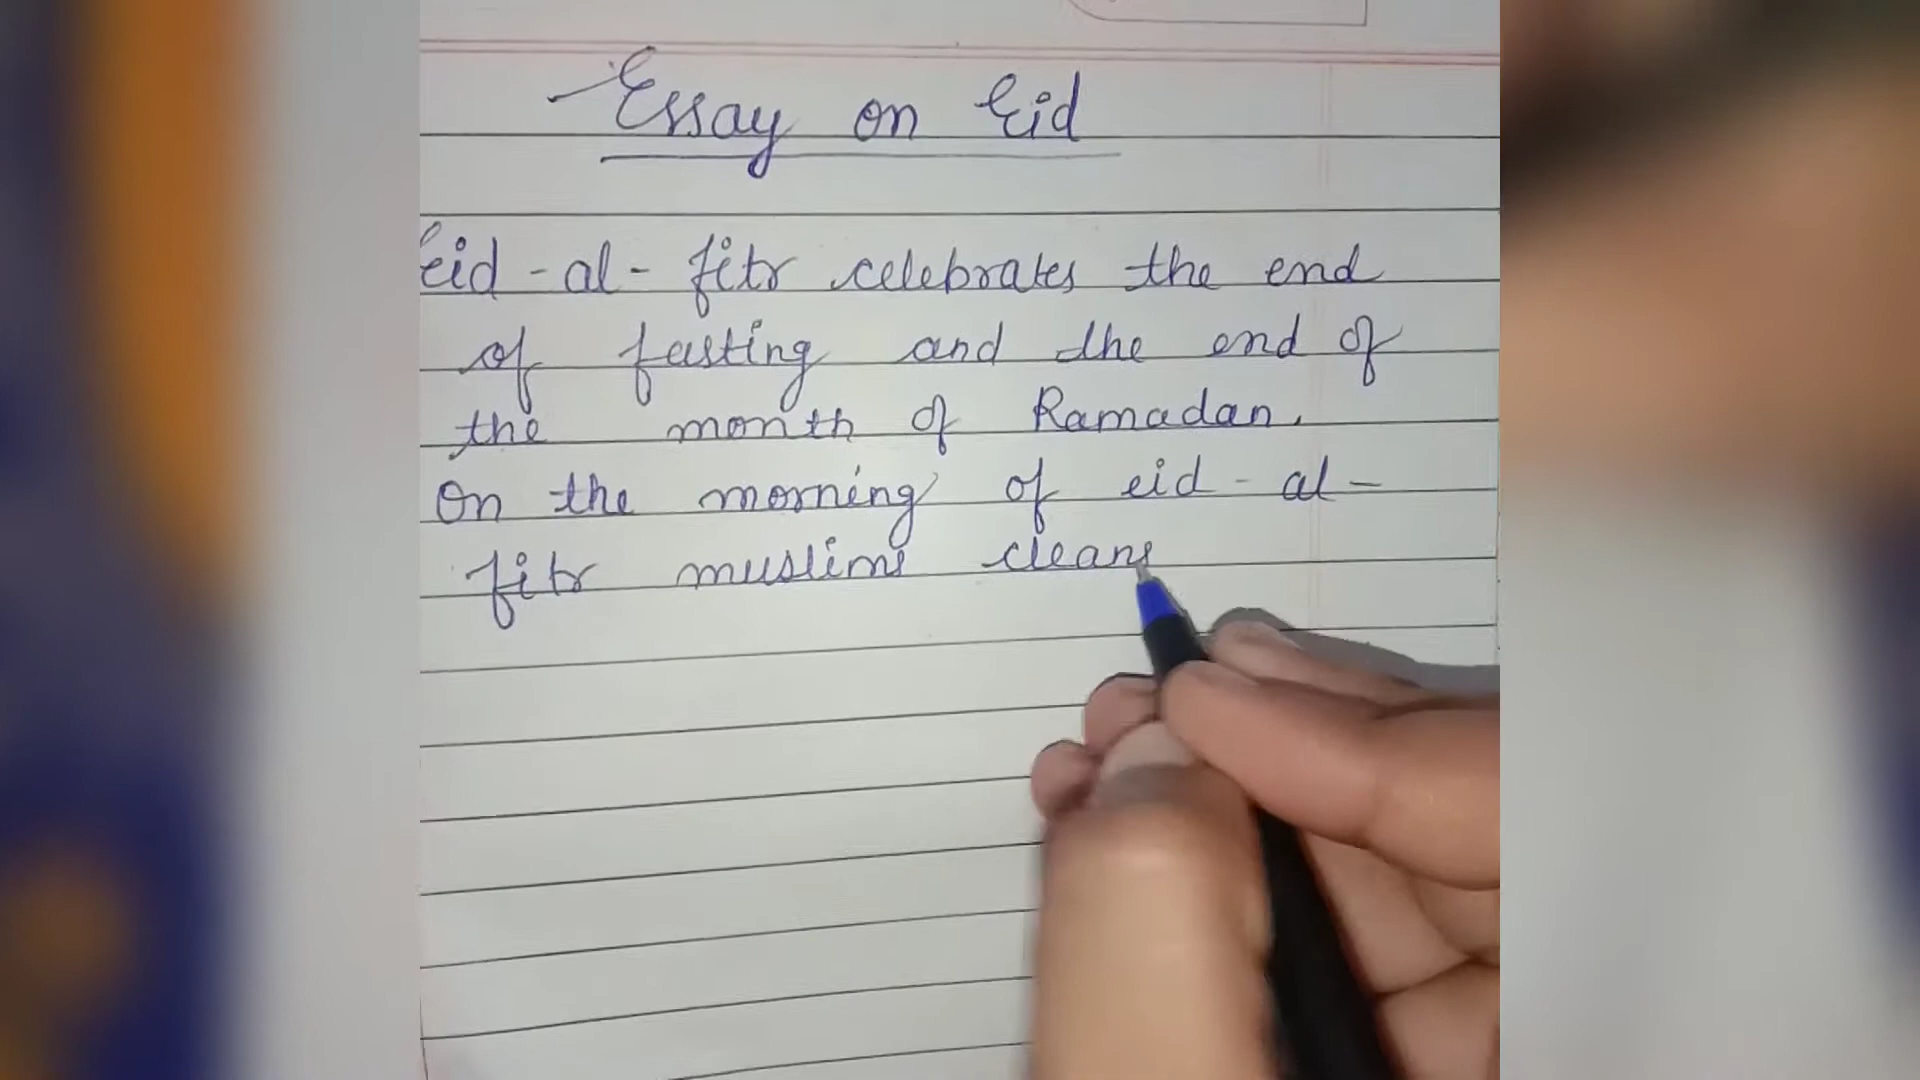 Essay on Eid
Eid-al-fitr celebrates the end
of fasting and the end of
the month of Ramadan.
On the morning of eid-al-
fitr muslims cleans